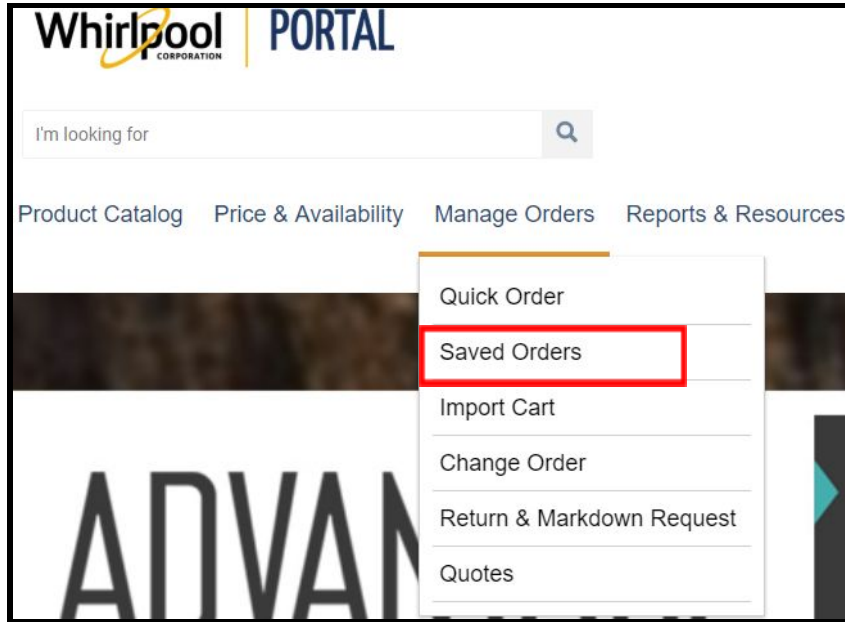 Whirlpool
CORPORATION
PORTAL
I'm looking for
Product Catalog Price & Availability Manage Orders Reports & Resources
Quick Order
Saved Orders
Import Cart
Change Order
Return & Markdown Request
Quotes